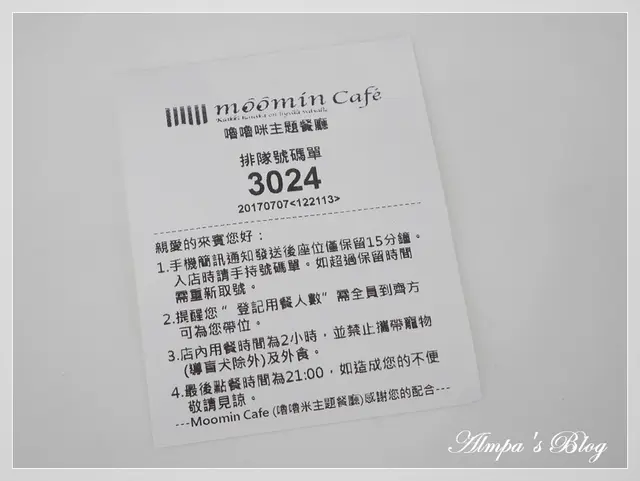 môômin Café
嚕嚕咪主題餐廳
排隊號碼單
3024
20170707<122113>
親愛的來賓您好：
1.手機簡訊通知發送後座位僅保留15分鐘。
入店時請手持號碼單。如超過保留時間
需重新取號。
2.提醒您＂登記用餐人數＂需全員到齊方
可為您帶位。
3.店內用餐時間為2小時，並禁止攜帶寵物
(導盲犬除外)及外食。
4.最後點餐時間為21:00，如造成您的不便
敬請見諒。
---Moomin Cafe (嚕嚕米主題餐廳)感謝您的配合---
Almpa's Blog